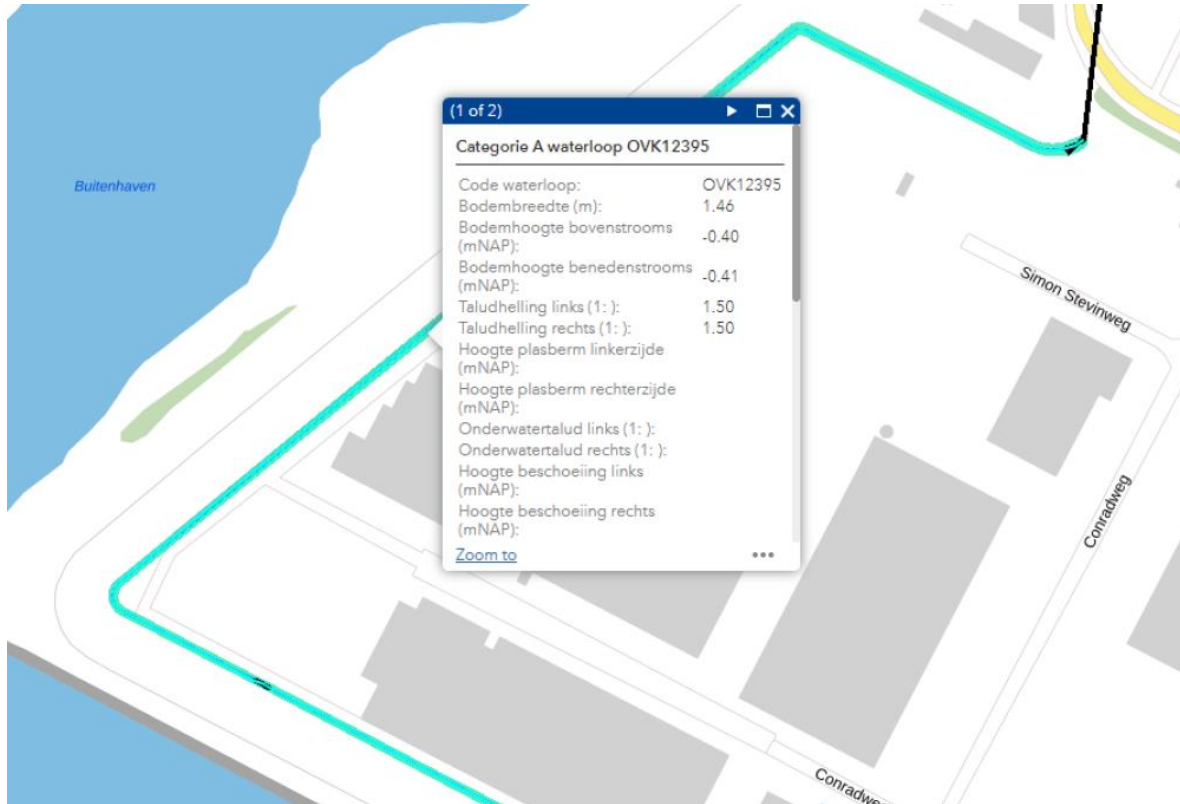 (1 of 2)
Categorie A waterloop OVK12395
Code waterloop: OVK12395
Bodembreedte (m): 1.46
Bodemhoogte bovenstrooms
(mNAP): -0.40
Bodemhoogte benedenstrooms
(mNAP): -0.41
Taludhelling links (1: ): 1.50
Taludhelling rechts (1: ): 1.50
Hoogte plasberm linkerzijde
(mNAP):
Hoogte plasberm rechterzijde
(mNAP):
Onderwatertalud links (1: ):
Onderwatertalud rechts (1: ):
Hoogte beschoeiing links
(mNAP):
Hoogte beschoeiing rechts
(mNAP):
Zoom to
Buitenhaven
Simon Stevinweg
Conradweg
Conradweg